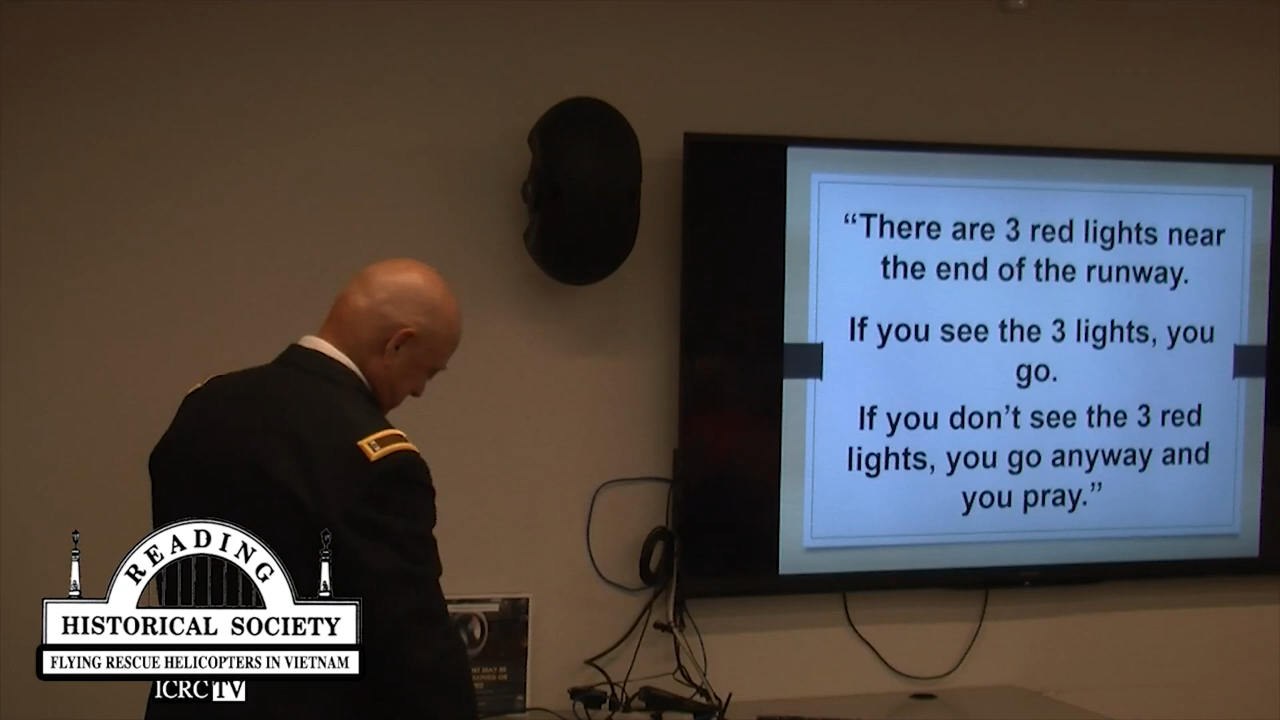 “There are 3 red lights near
the end of the runway.
If you see the 3 lights, you
go.
If you don’t see the 3 red
lights, you go anyway and
you pray.”
READING
HISTORICAL SOCIETY
FLYING RESCUE HELICOPTERS IN VIETNAM
ICRC TV